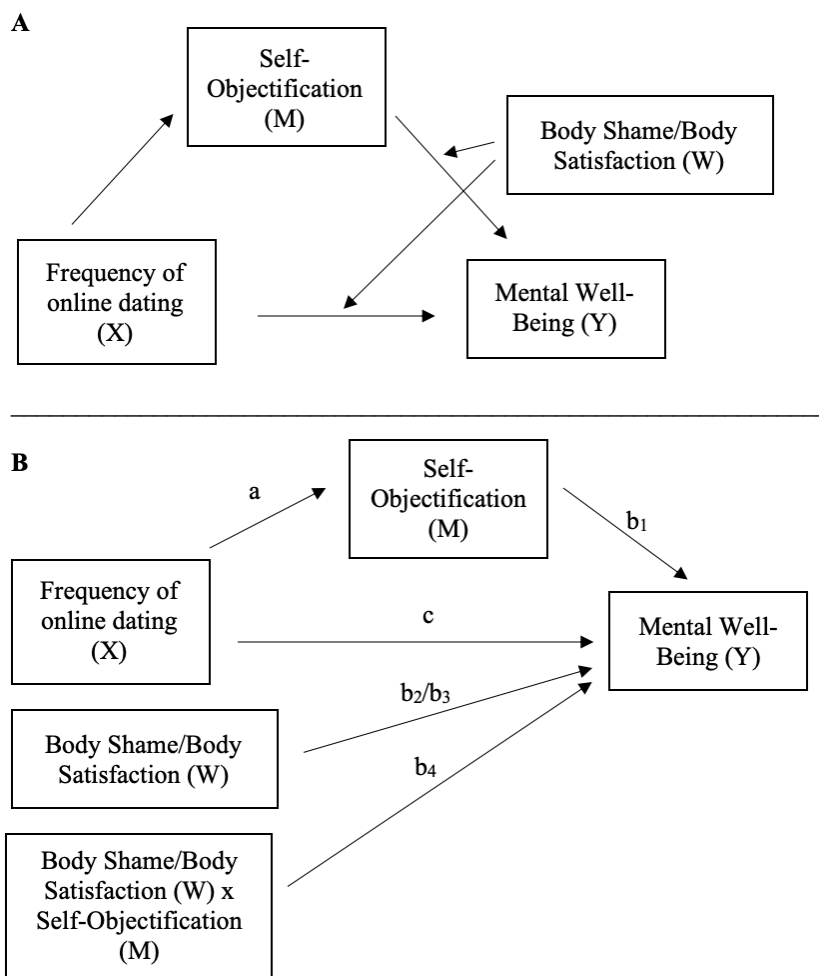 A
Self-
Objectification
(M)
Body Shame/Body
Satisfaction (W)
Frequency of
online dating
(X)
Mental Well-
Being (Y)
B
Self-
Objectification
(M)
a
b₁
Frequency of
online dating
(X)
c
Mental Well-
Being (Y)
b₂/b₃
Body Shame/Body
Satisfaction (W)
b₄
Body Shame/Body
Satisfaction (W) x
Self-Objectification
(M)